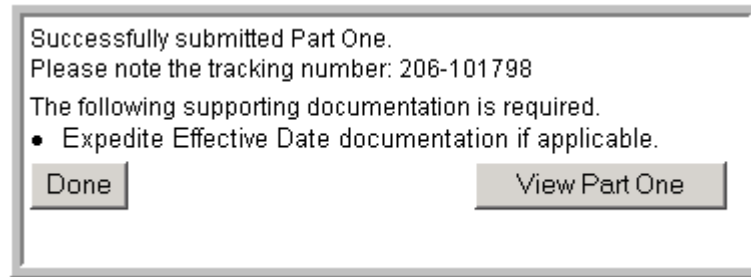 Successfully submitted Part One.
Please note the tracking number: 206-101798
The following supporting documentation is required.
• Expedite Effective Date documentation if applicable.
Done View Part One